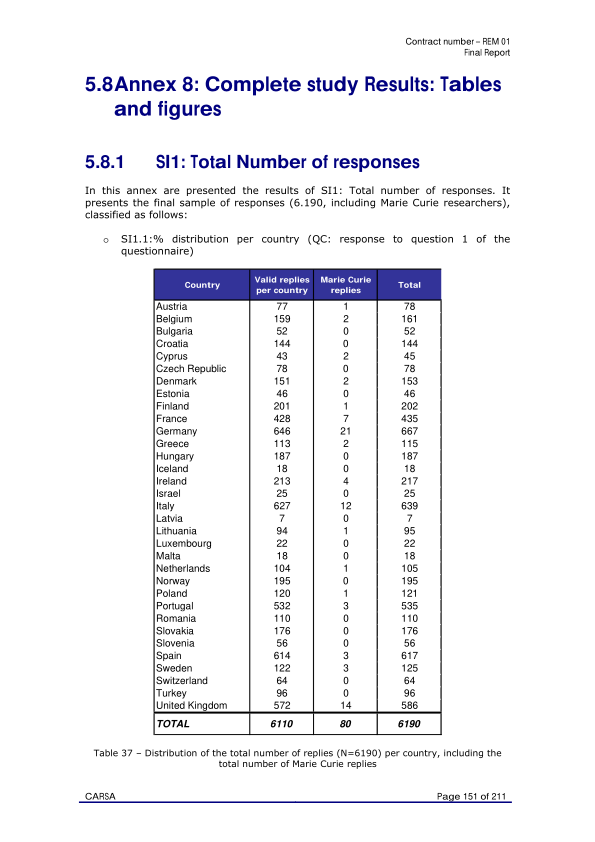 Contract number – REM 01
Final Report
5.8Annex 8: Complete study Results: Tables
and figures
5.8.1 SI1: Total Number of responses
In this annex are presented the results of SI1: Total number of responses. It
presents the final sample of responses (6.190, including Marie Curie researchers),
classified as follows:
o SI1.1:% distribution per country (QC: response to question 1 of the
questionnaire)
Country Valid replies per country Marie Curie replies Total
Austria 77 1 78
Belgium 159 2 161
Bulgaria 52 0 52
Croatia 144 0 144
Cyprus 43 2 45
Czech Republic 78 0 78
Denmark 151 2 153
Estonia 46 0 46
Finland 201 1 202
France 428 7 435
Germany 646 21 667
Greece 113 2 115
Hungary 187 0 187
Iceland 18 0 18
Ireland 213 4 217
Israel 25 0 25
Italy 627 12 639
Latvia 7 0 7
Lithuania 94 1 95
Luxembourg 22 0 22
Malta 18 0 18
Netherlands 104 1 105
Norway 195 0 195
Poland 120 1 121
Portugal 532 3 535
Romania 110 0 110
Slovakia 176 0 176
Slovenia 56 0 56
Spain 614 3 617
Sweden 122 3 125
Switzerland 64 0 64
Turkey 96 0 96
United Kingdom 572 14 586
TOTAL 6110 80 6190
Table 37 – Distribution of the total number of replies (N=6190) per country, including the
total number of Marie Curie replies
CARSA Page 151 of 211